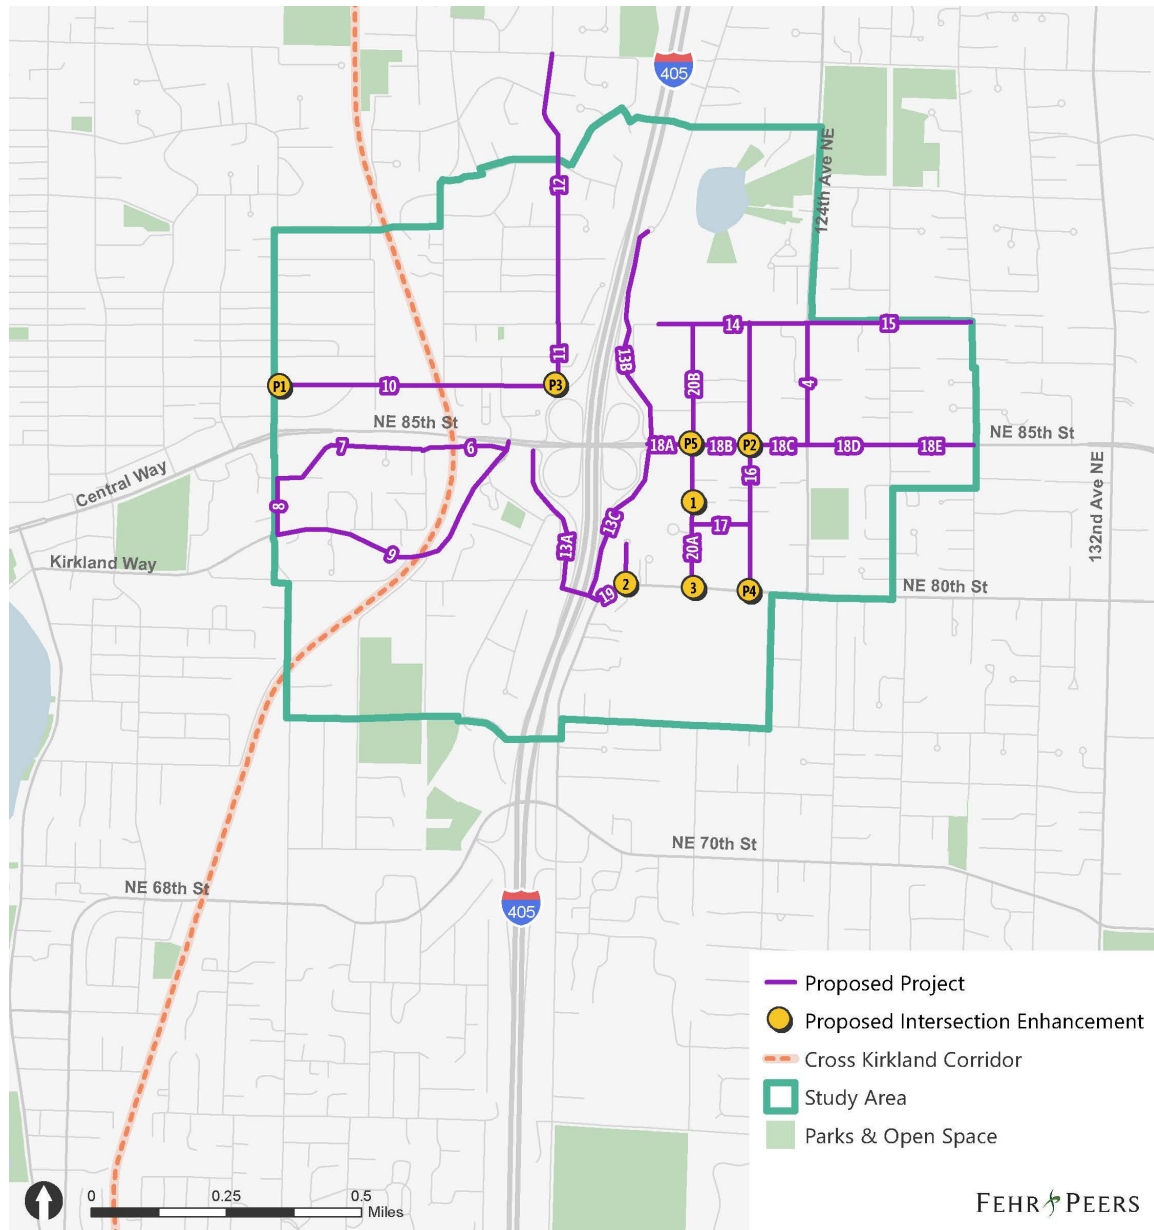 405
124th Ave NE
12
13B
14
15
11
P1
10
P3
20B
4
NE 85th St
7
6
18A
P5
18B
P2
18C
18D
18E
NE 85th St
Central Way
8
16
1
132nd Ave NE
13C
17
9
13A
20A
Kirkland Way
2
3
P4
19
NE 80th St
NE 70th St
NE 68th St
405
Proposed Project
Proposed Intersection Enhancement
Cross Kirkland Corridor
Study Area
Parks & Open Space
0 0.25 0.5
Miles
FEHR PEERS